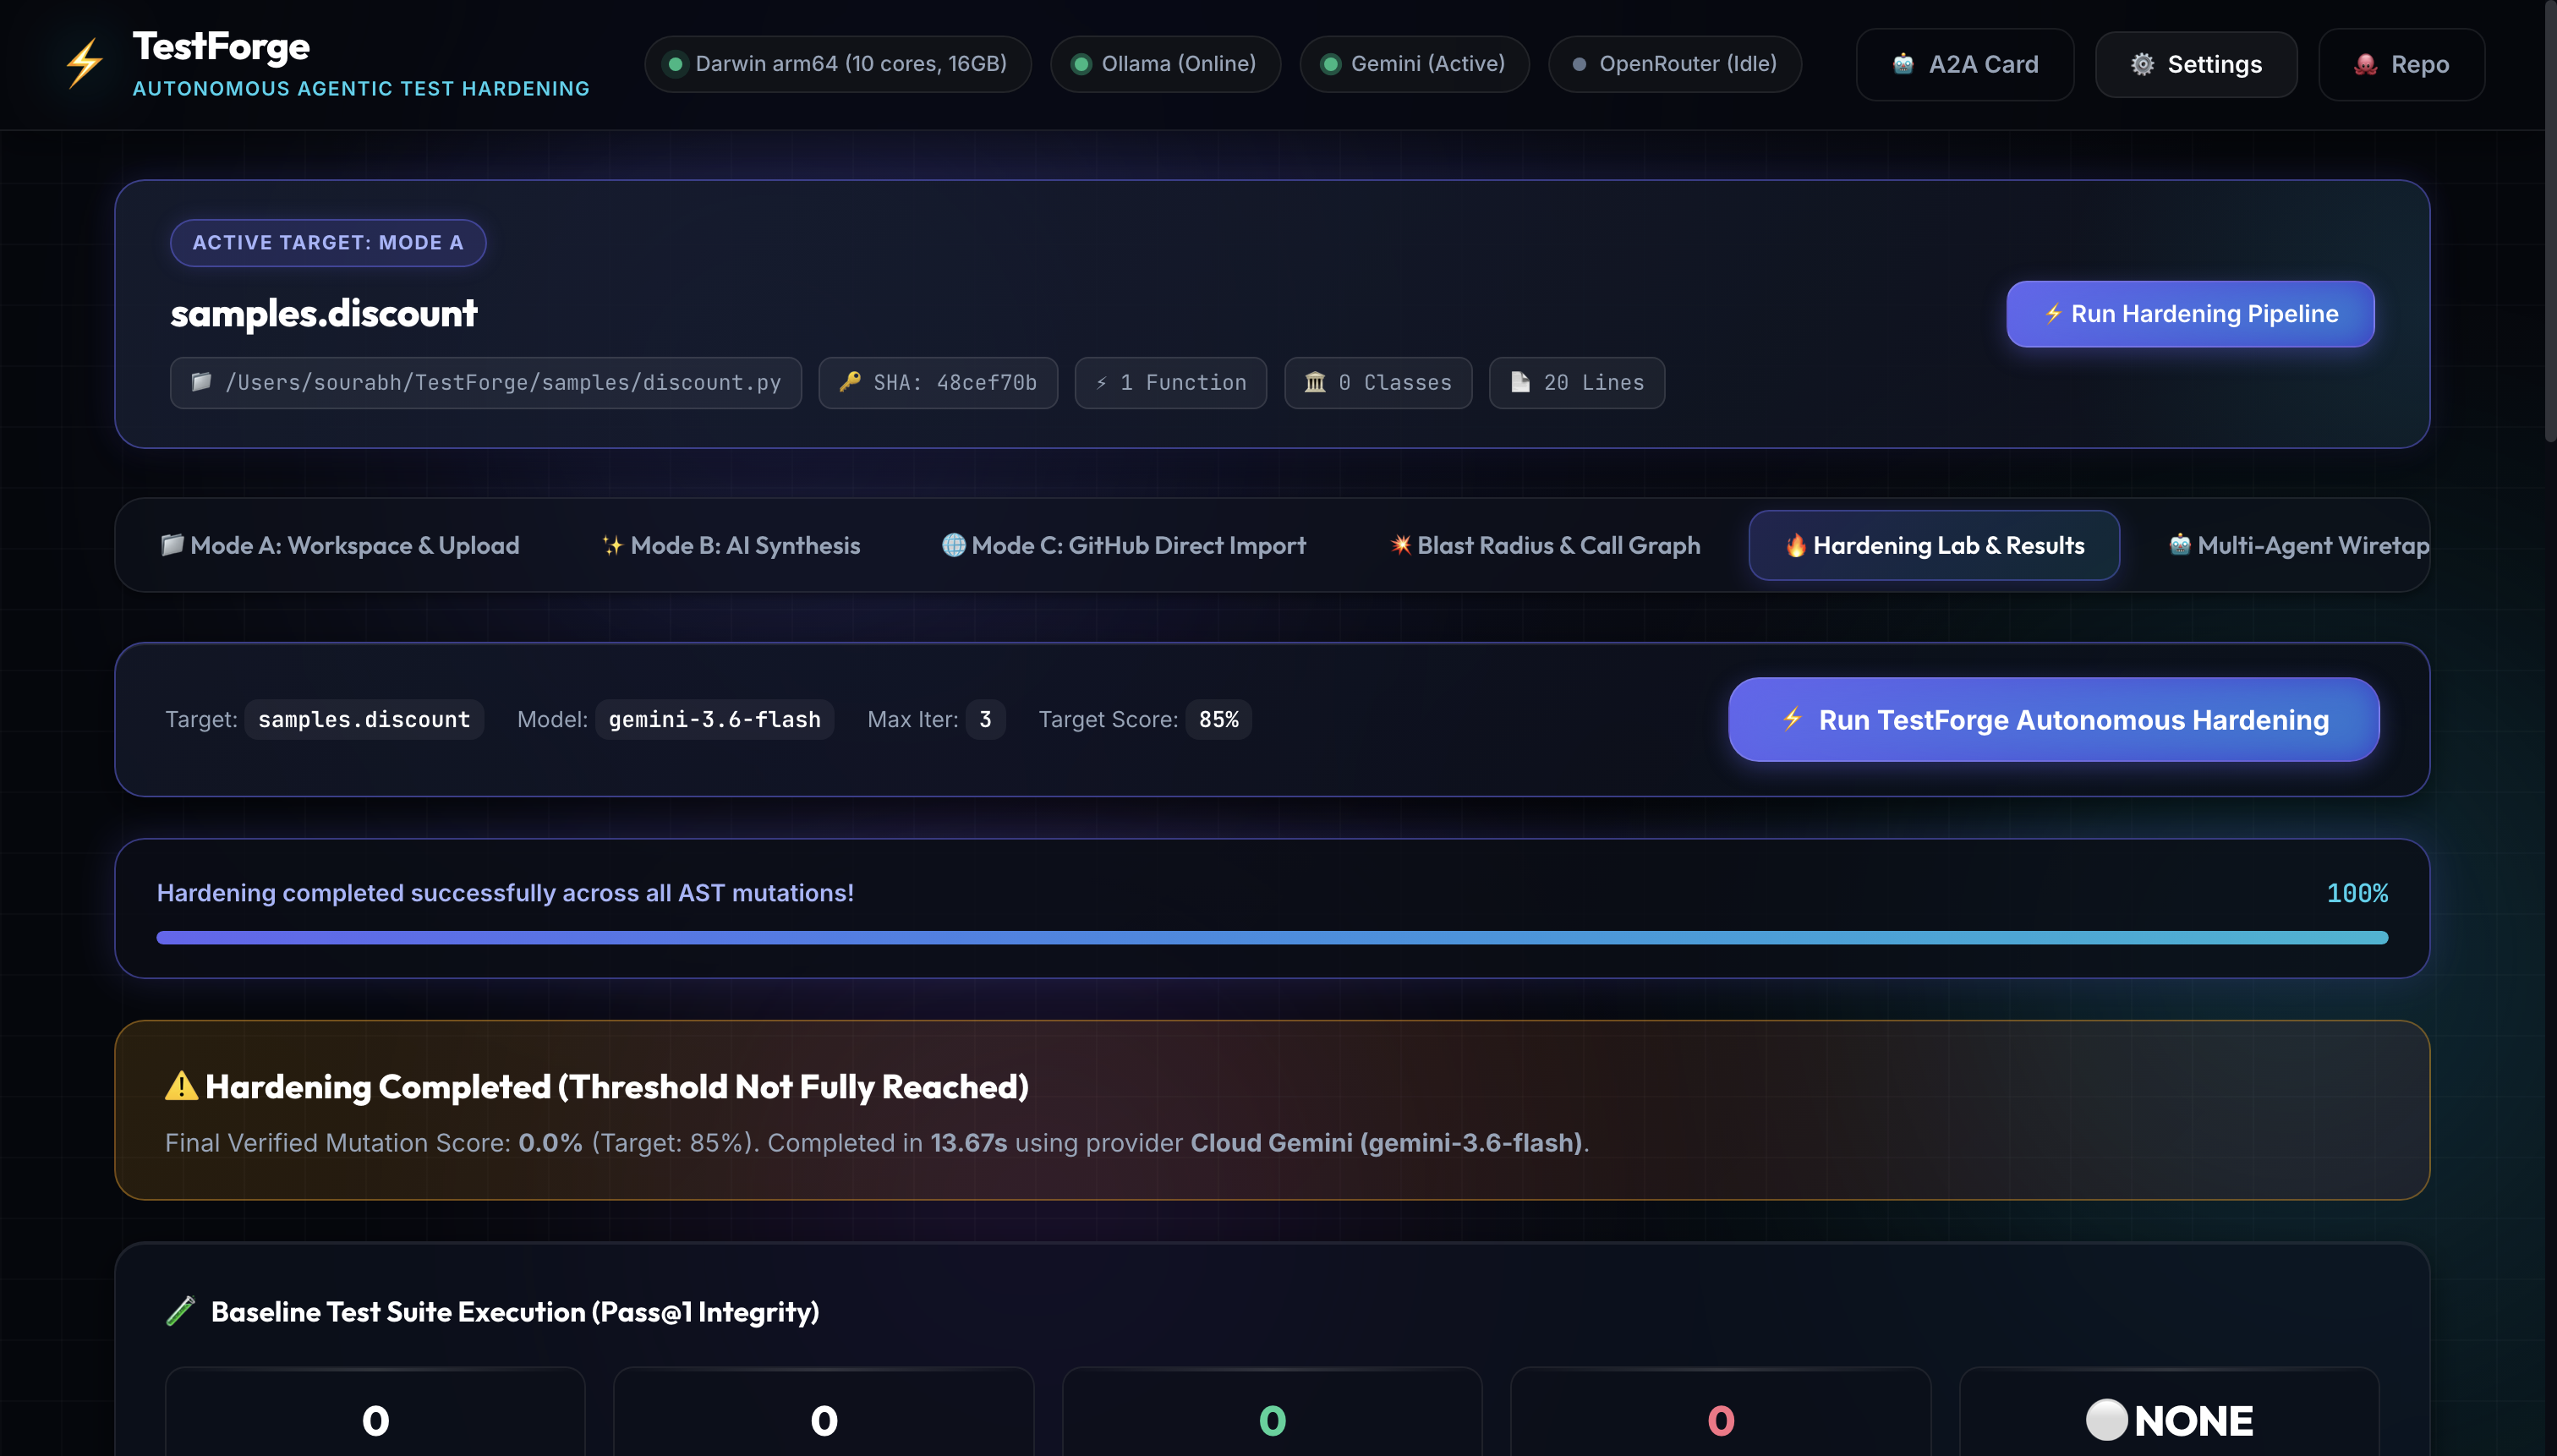 TestForge
AUTONOMOUS AGENTIC TEST HARDENING
Darwin arm64 (10 cores, 16GB)
Ollama (Online)
Gemini (Active)
OpenRouter (Idle)
A2A Card
Settings
Repo
ACTIVE TARGET: MODE A
samples.discount
/Users/sourabh/TestForge/samples/discount.py
SHA: 48cef70b
1 Function
0 Classes
20 Lines
Run Hardening Pipeline
Mode A: Workspace & Upload
Mode B: AI Synthesis
Mode C: GitHub Direct Import
Blast Radius & Call Graph
Hardening Lab & Results
Multi-Agent Wiretap
Target: samples.discount
Model: gemini-3.6-flash
Max Iter: 3
Target Score: 85%
Run TestForge Autonomous Hardening
Hardening completed successfully across all AST mutations!
100%
Hardening Completed (Threshold Not Fully Reached)
Final Verified Mutation Score: 0.0% (Target: 85%). Completed in 13.67s using provider Cloud Gemini (gemini-3.6-flash).
Baseline Test Suite Execution (Pass@1 Integrity)
0
0
0
0
NONE